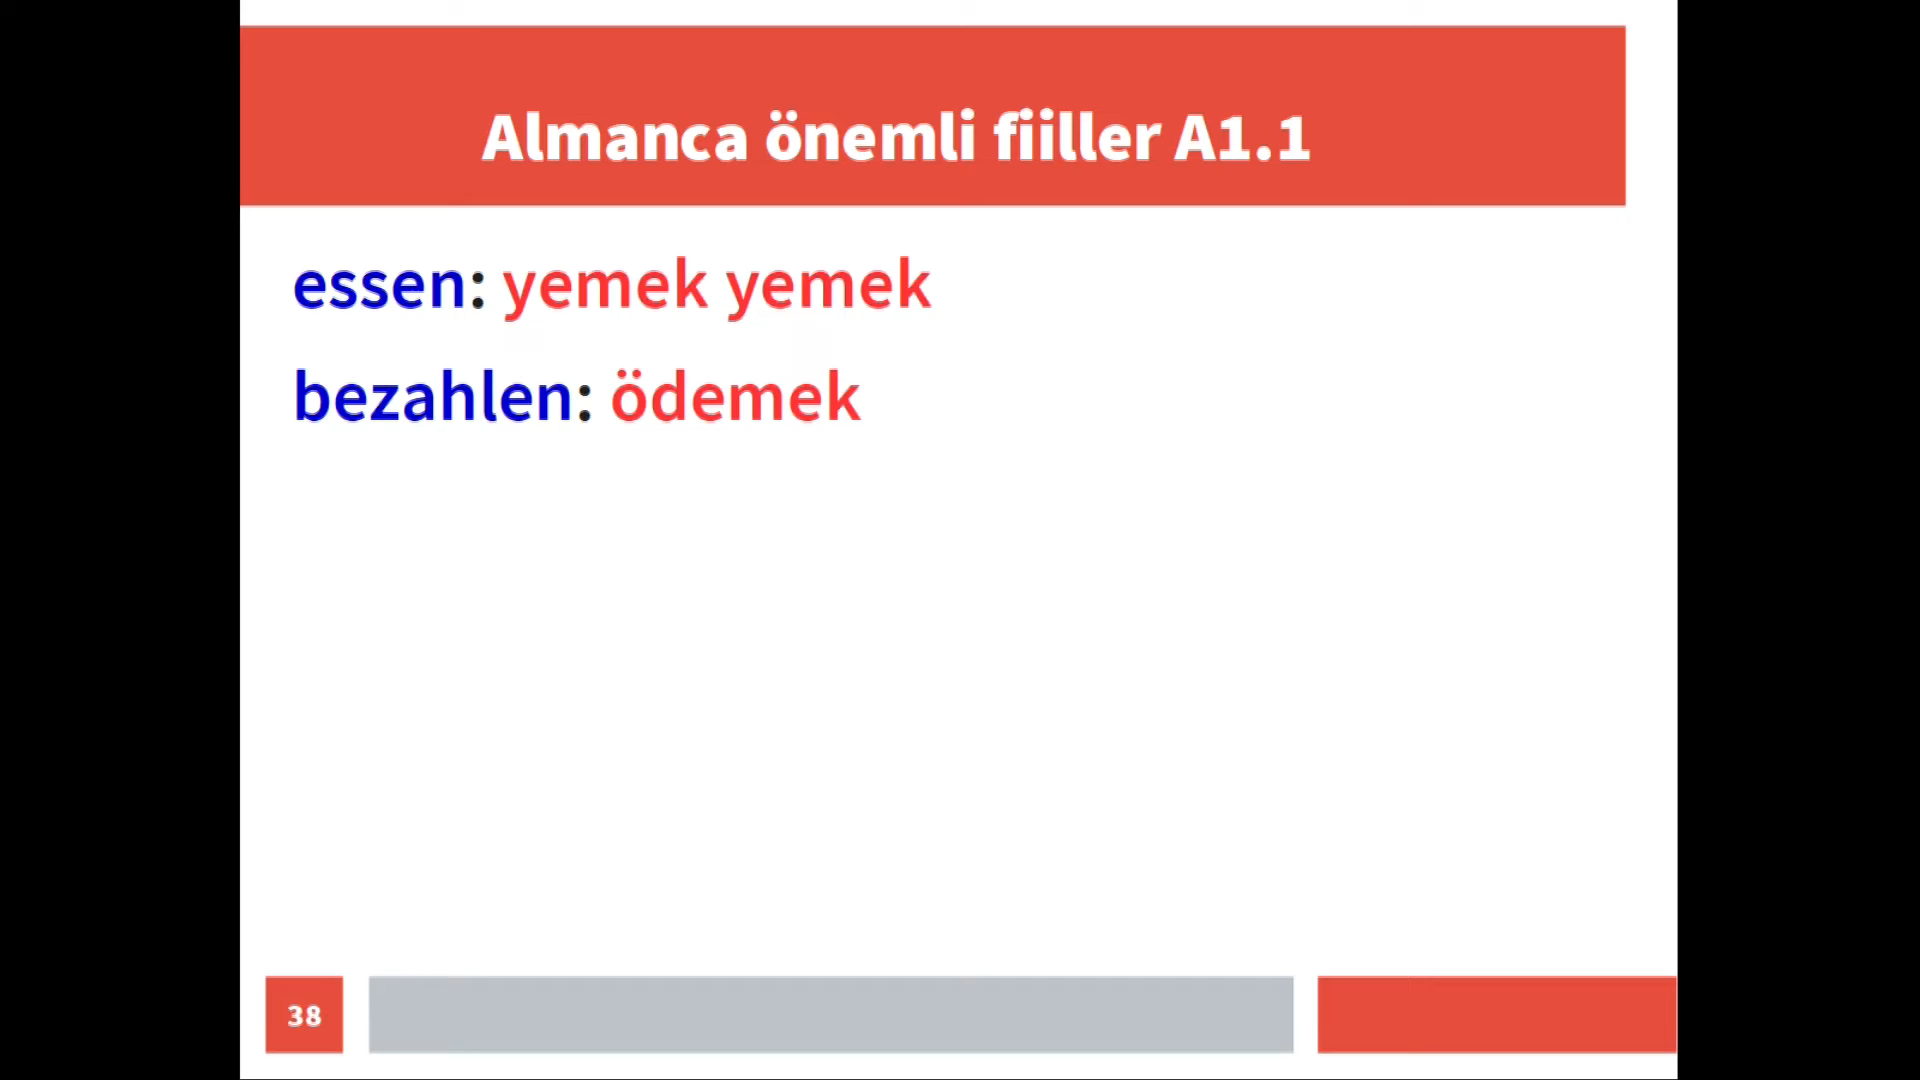 Almanca önemli fiiller A1.1
essen: yemek yemek
bezahlen: ödemek
38